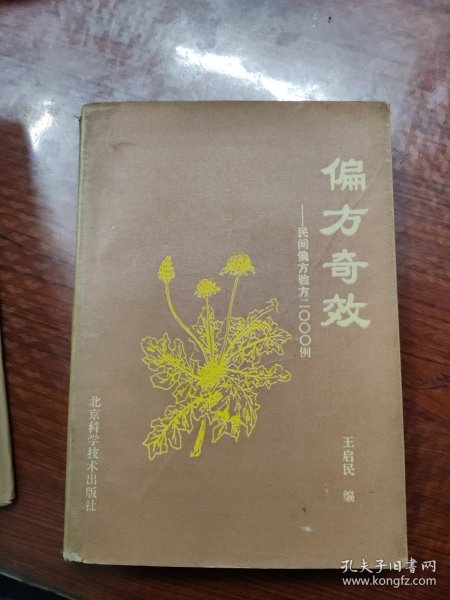 偏方奇效
——民间偏方验方二〇〇〇例
王启民 编
北京科学技术出版社
孔夫子旧书网
www.kongfz.com